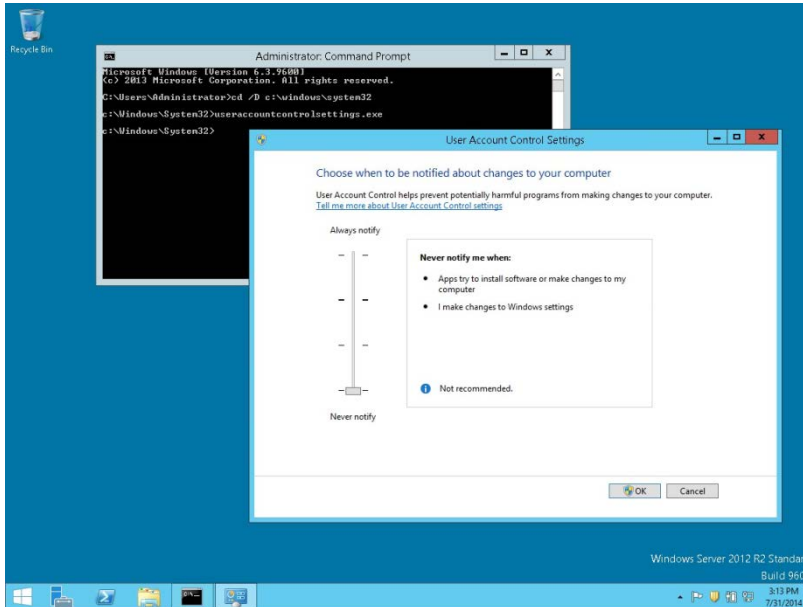 Recycle Bin
Administrator: Command Prompt
Microsoft Windows [Version 6.3.9600]
(c) 2013 Microsoft Corporation. All rights reserved.
C:\Users\Administrator>cd /D c:\windows\system32
c:\Windows\System32>useraccountcontrolsettings.exe
c:\Windows\System32>
User Account Control Settings
Choose when to be notified about changes to your computer
User Account Control helps prevent potentially harmful programs from making changes to your computer.
Tell me more about User Account Control settings
Always notify
Never notify me when:
Apps try to install software or make changes to my
computer
I make changes to Windows settings
Not recommended.
Never notify
OK
Cancel
Windows Server 2012 R2 Standar
Build 960
3:13 PM
7/31/2014